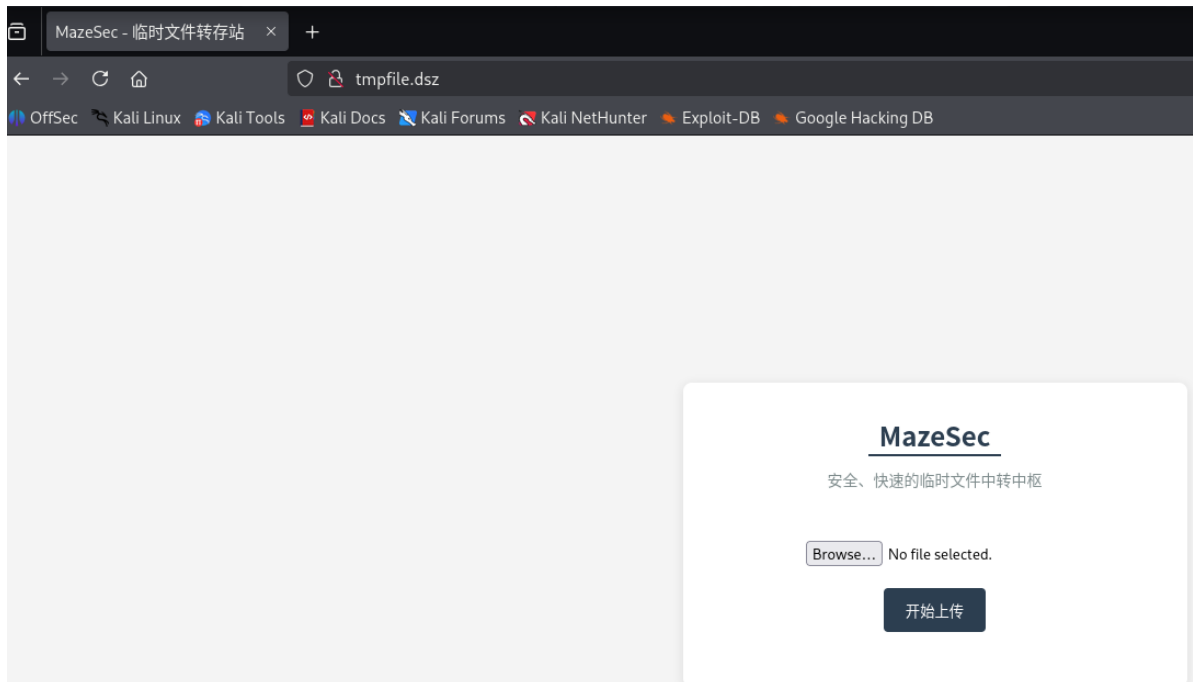 MazeSec - 临时文件转存站
tmpfile.dsz
OffSec Kali Linux Kali Tools Kali Docs Kali Forums Kali NetHunter Exploit-DB Google Hacking DB
MazeSec
安全、快速的临时文件中转中枢
Browse... No file selected.
开始上传